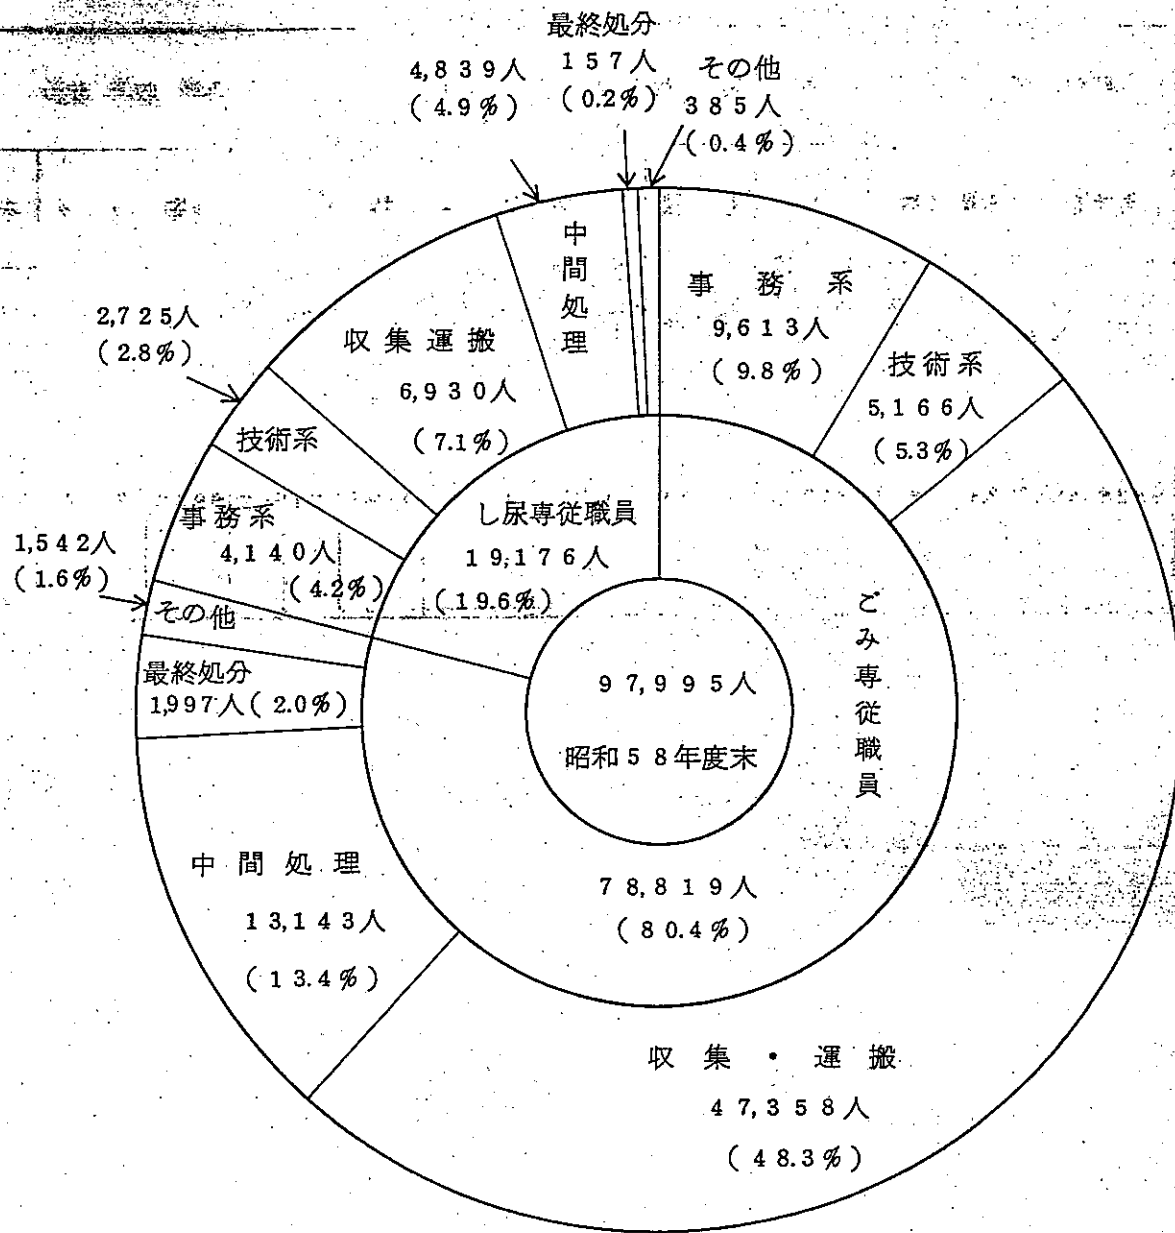 最終処分
157人
(0.2%)
4,839人
(4.9%)
その他
385人
(0.4%)
中間処理
事務系
9,613人
(9.8%)
技術系
5,166人
(5.3%)
2,725人
(2.8%)
収集運搬
6,930人
(7.1%)
技術系
事務系
4,140人
(4.2%)
1,542人
(1.6%)
その他
し尿専従職員
19,176人
(19.6%)
最終処分
1,997人(2.0%)
ごみ専従職員
97,995人
昭和58年度末
78,819人
(80.4%)
中間処理
13,143人
(13.4%)
収集・運搬
47,358人
(48.3%)